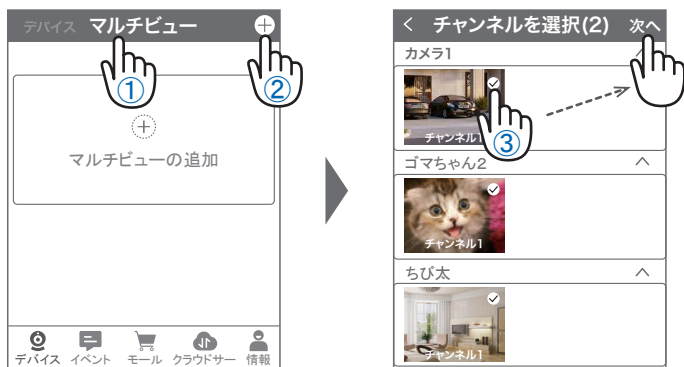 デバイス マルチビュー
①
②
マルチビューの追加
デバイス イベント モール クラウドサー 情報
チャンネルを選択(2) 次へ
カメラ1
チャンネル1
③
ゴマちゃん2
チャンネル1
ちび太
チャンネル1